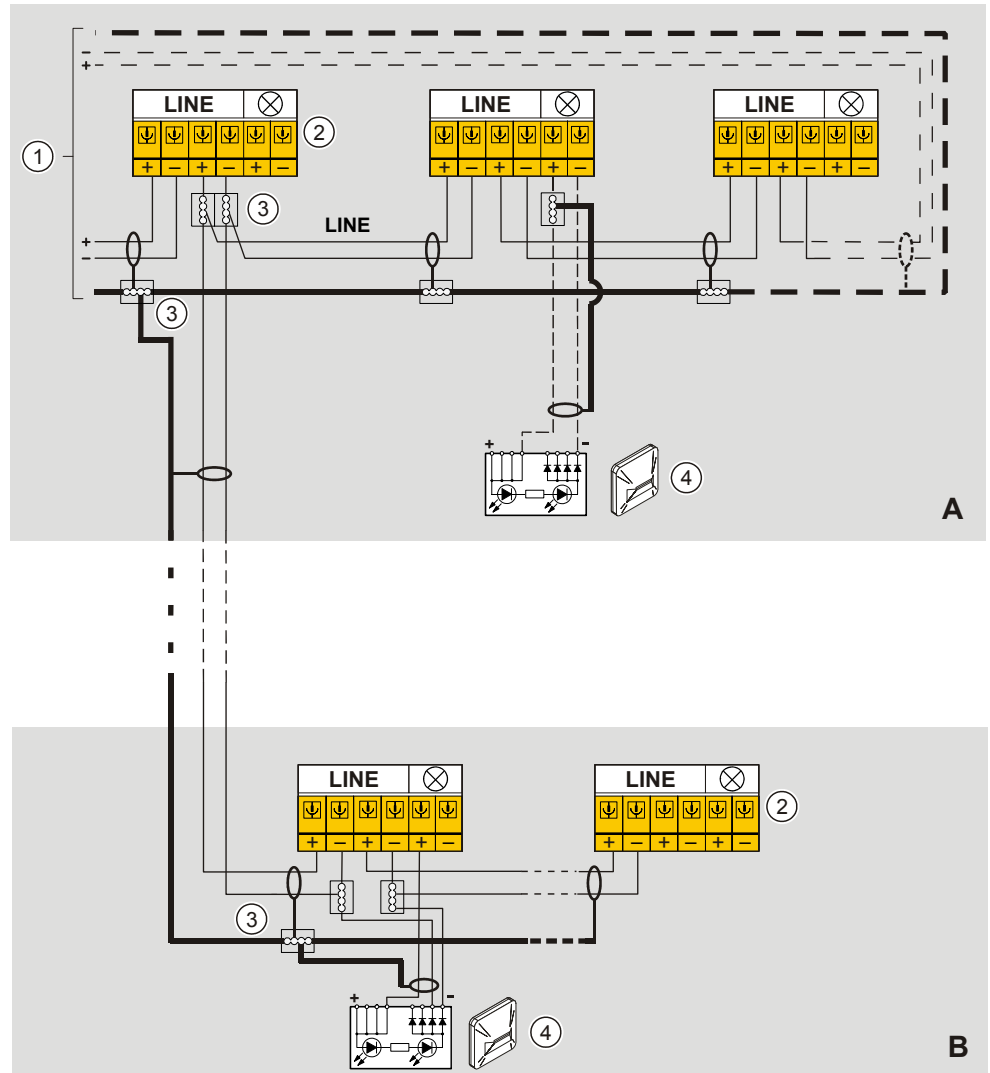 –
+
LINE LINE LINE
2
1
+ – + – + –
+ – + – + –
+ – + – + –
3
LINE
+
–
3
+ -
4
A
LINE LINE
2
+ – + – + –
+ – + – + –
3
+ -
4
B